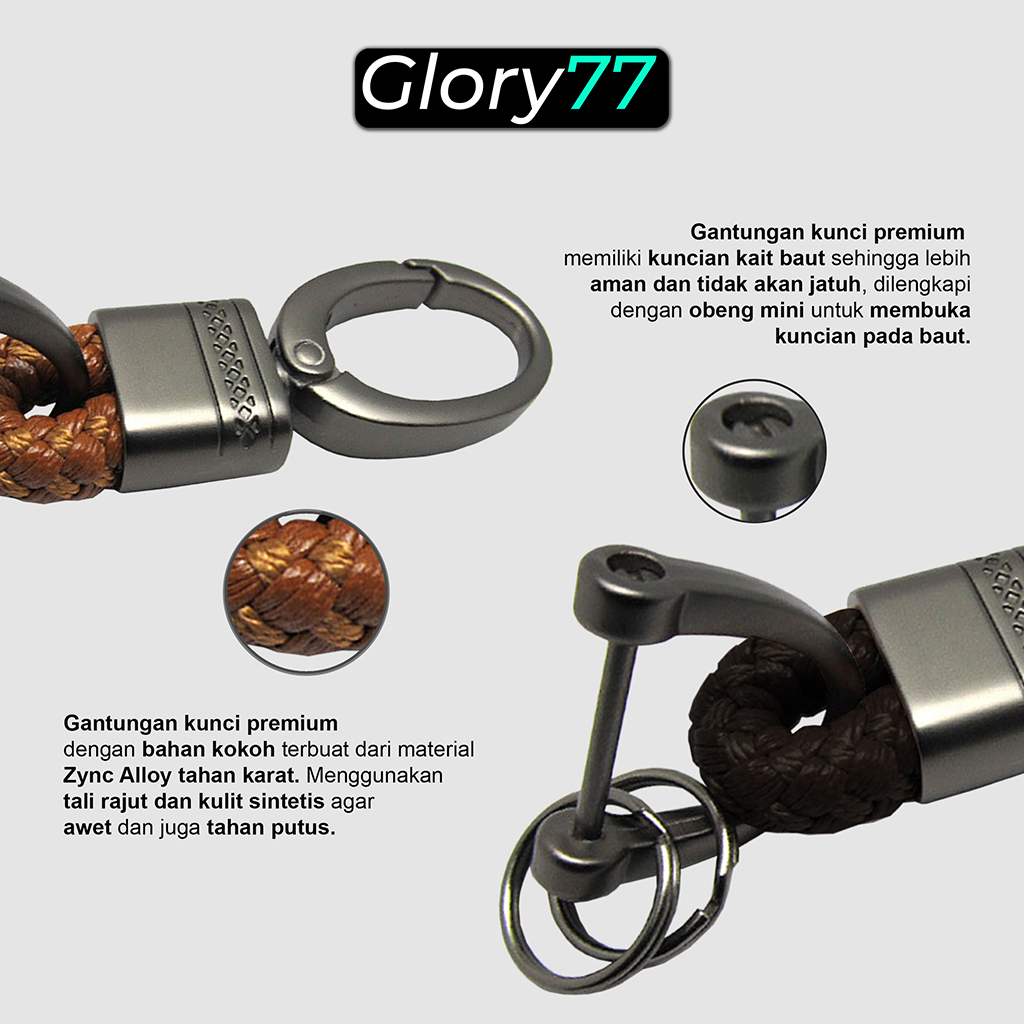 Glory77
Gantungan kunci premium
memiliki kuncian kait baut sehingga lebih
aman dan tidak akan jatuh, dilengkapi
dengan obeng mini untuk membuka
kuncian pada baut.
Gantungan kunci premium
dengan bahan kokoh terbuat dari material
Zync Alloy tahan karat. Menggunakan
tali rajut dan kulit sintetis agar
awet dan juga tahan putus.